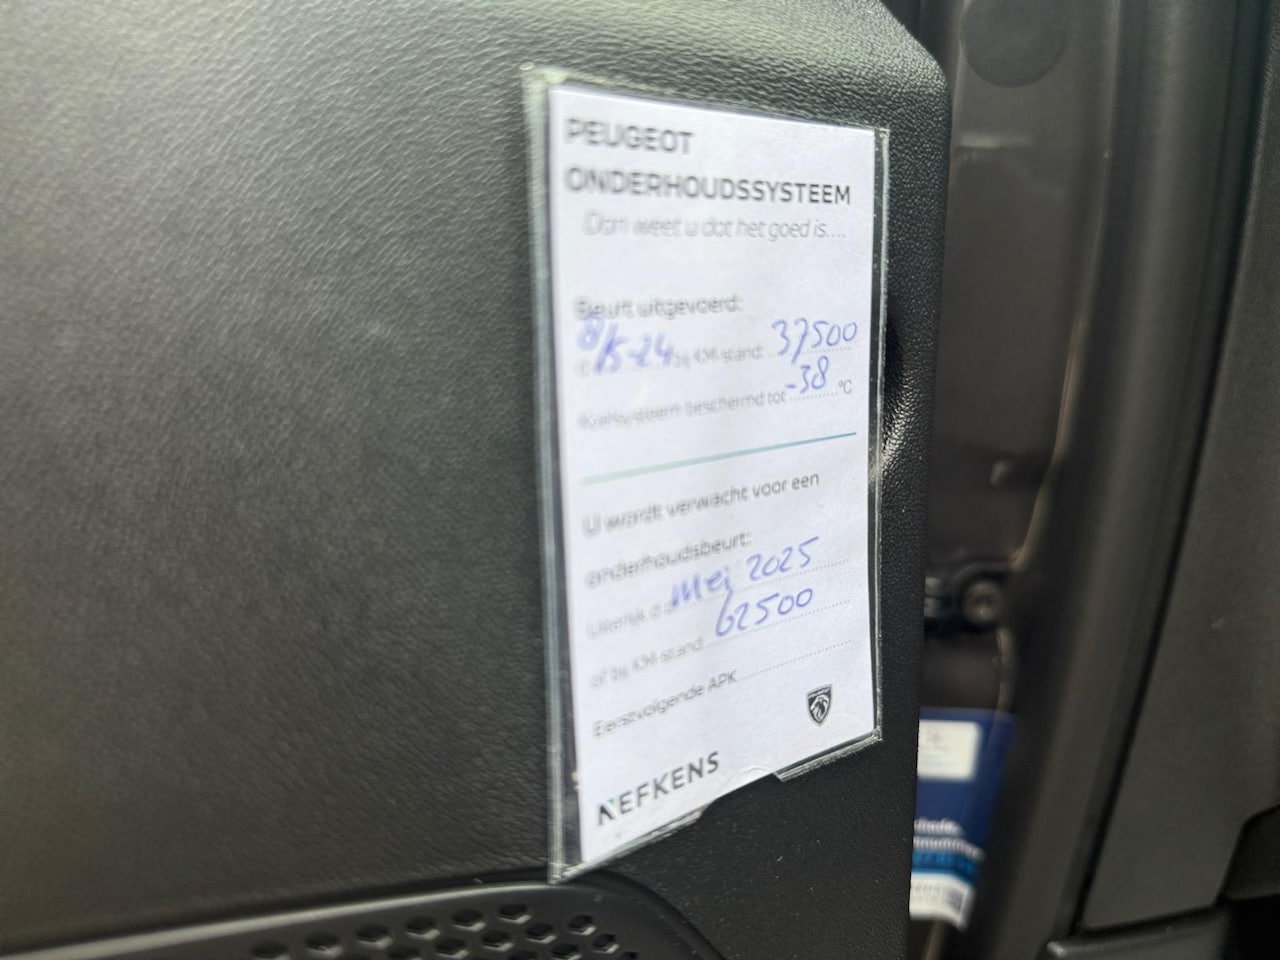 PEUGEOT
ONDERHOUDSSYSTEEM
Dan weet u dat het goed is....
Beurt uitgevoerd:
8/5-24 bij KM-stand: 37500
Koelsysteem beschermd tot -38 °C
U wordt verwacht voor een
onderhoudsbeurt:
Uiterlijk d.d. Mei 2025
of bij KM-stand 62500
Eerstvolgende APK
NEFKENS